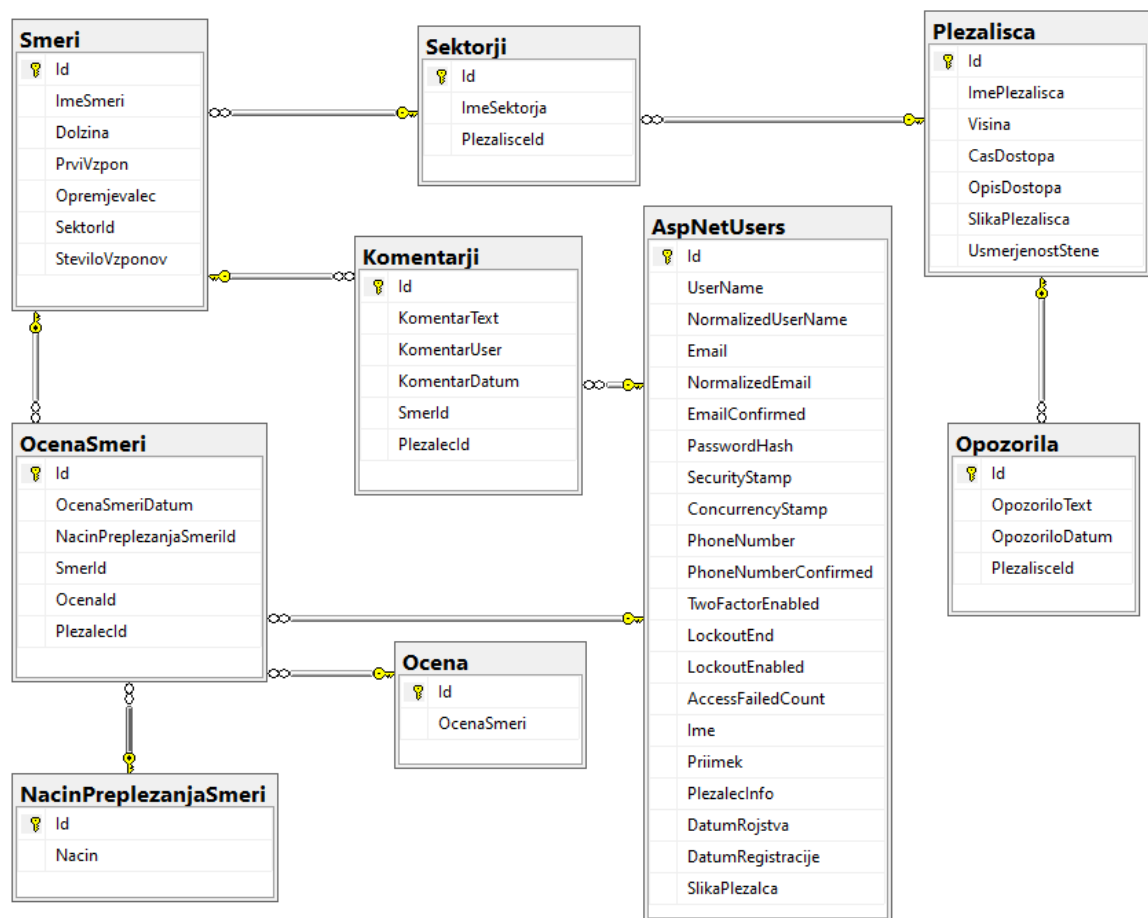 Smeri
Id
ImeSmeri
Dolzina
PrviVzpon
Opremjevalec
SektorId
SteviloVzponov
Sektorji
Id
ImeSektorja
PlezalisceId
Plezalisca
Id
ImePlezalisca
Visina
CasDostopa
OpisDostopa
SlikaPlezalisca
UsmerjenostStene
Komentarji
Id
KomentarText
KomentarUser
KomentarDatum
SmerId
PlezalecId
AspNetUsers
Id
UserName
NormalizedUserName
Email
NormalizedEmail
EmailConfirmed
PasswordHash
SecurityStamp
ConcurrencyStamp
PhoneNumber
PhoneNumberConfirmed
TwoFactorEnabled
LockoutEnd
LockoutEnabled
AccessFailedCount
Ime
Priimek
PlezalecInfo
DatumRojstva
DatumRegistracije
SlikaPlezalca
OcenaSmeri
Id
OcenaSmeriDatum
NacinPreplezanjaSmeriId
SmerId
OcenaId
PlezalecId
Opozorila
Id
OpozoriloText
OpozoriloDatum
PlezalisceId
Ocena
Id
OcenaSmeri
NacinPreplezanjaSmeri
Id
Nacin